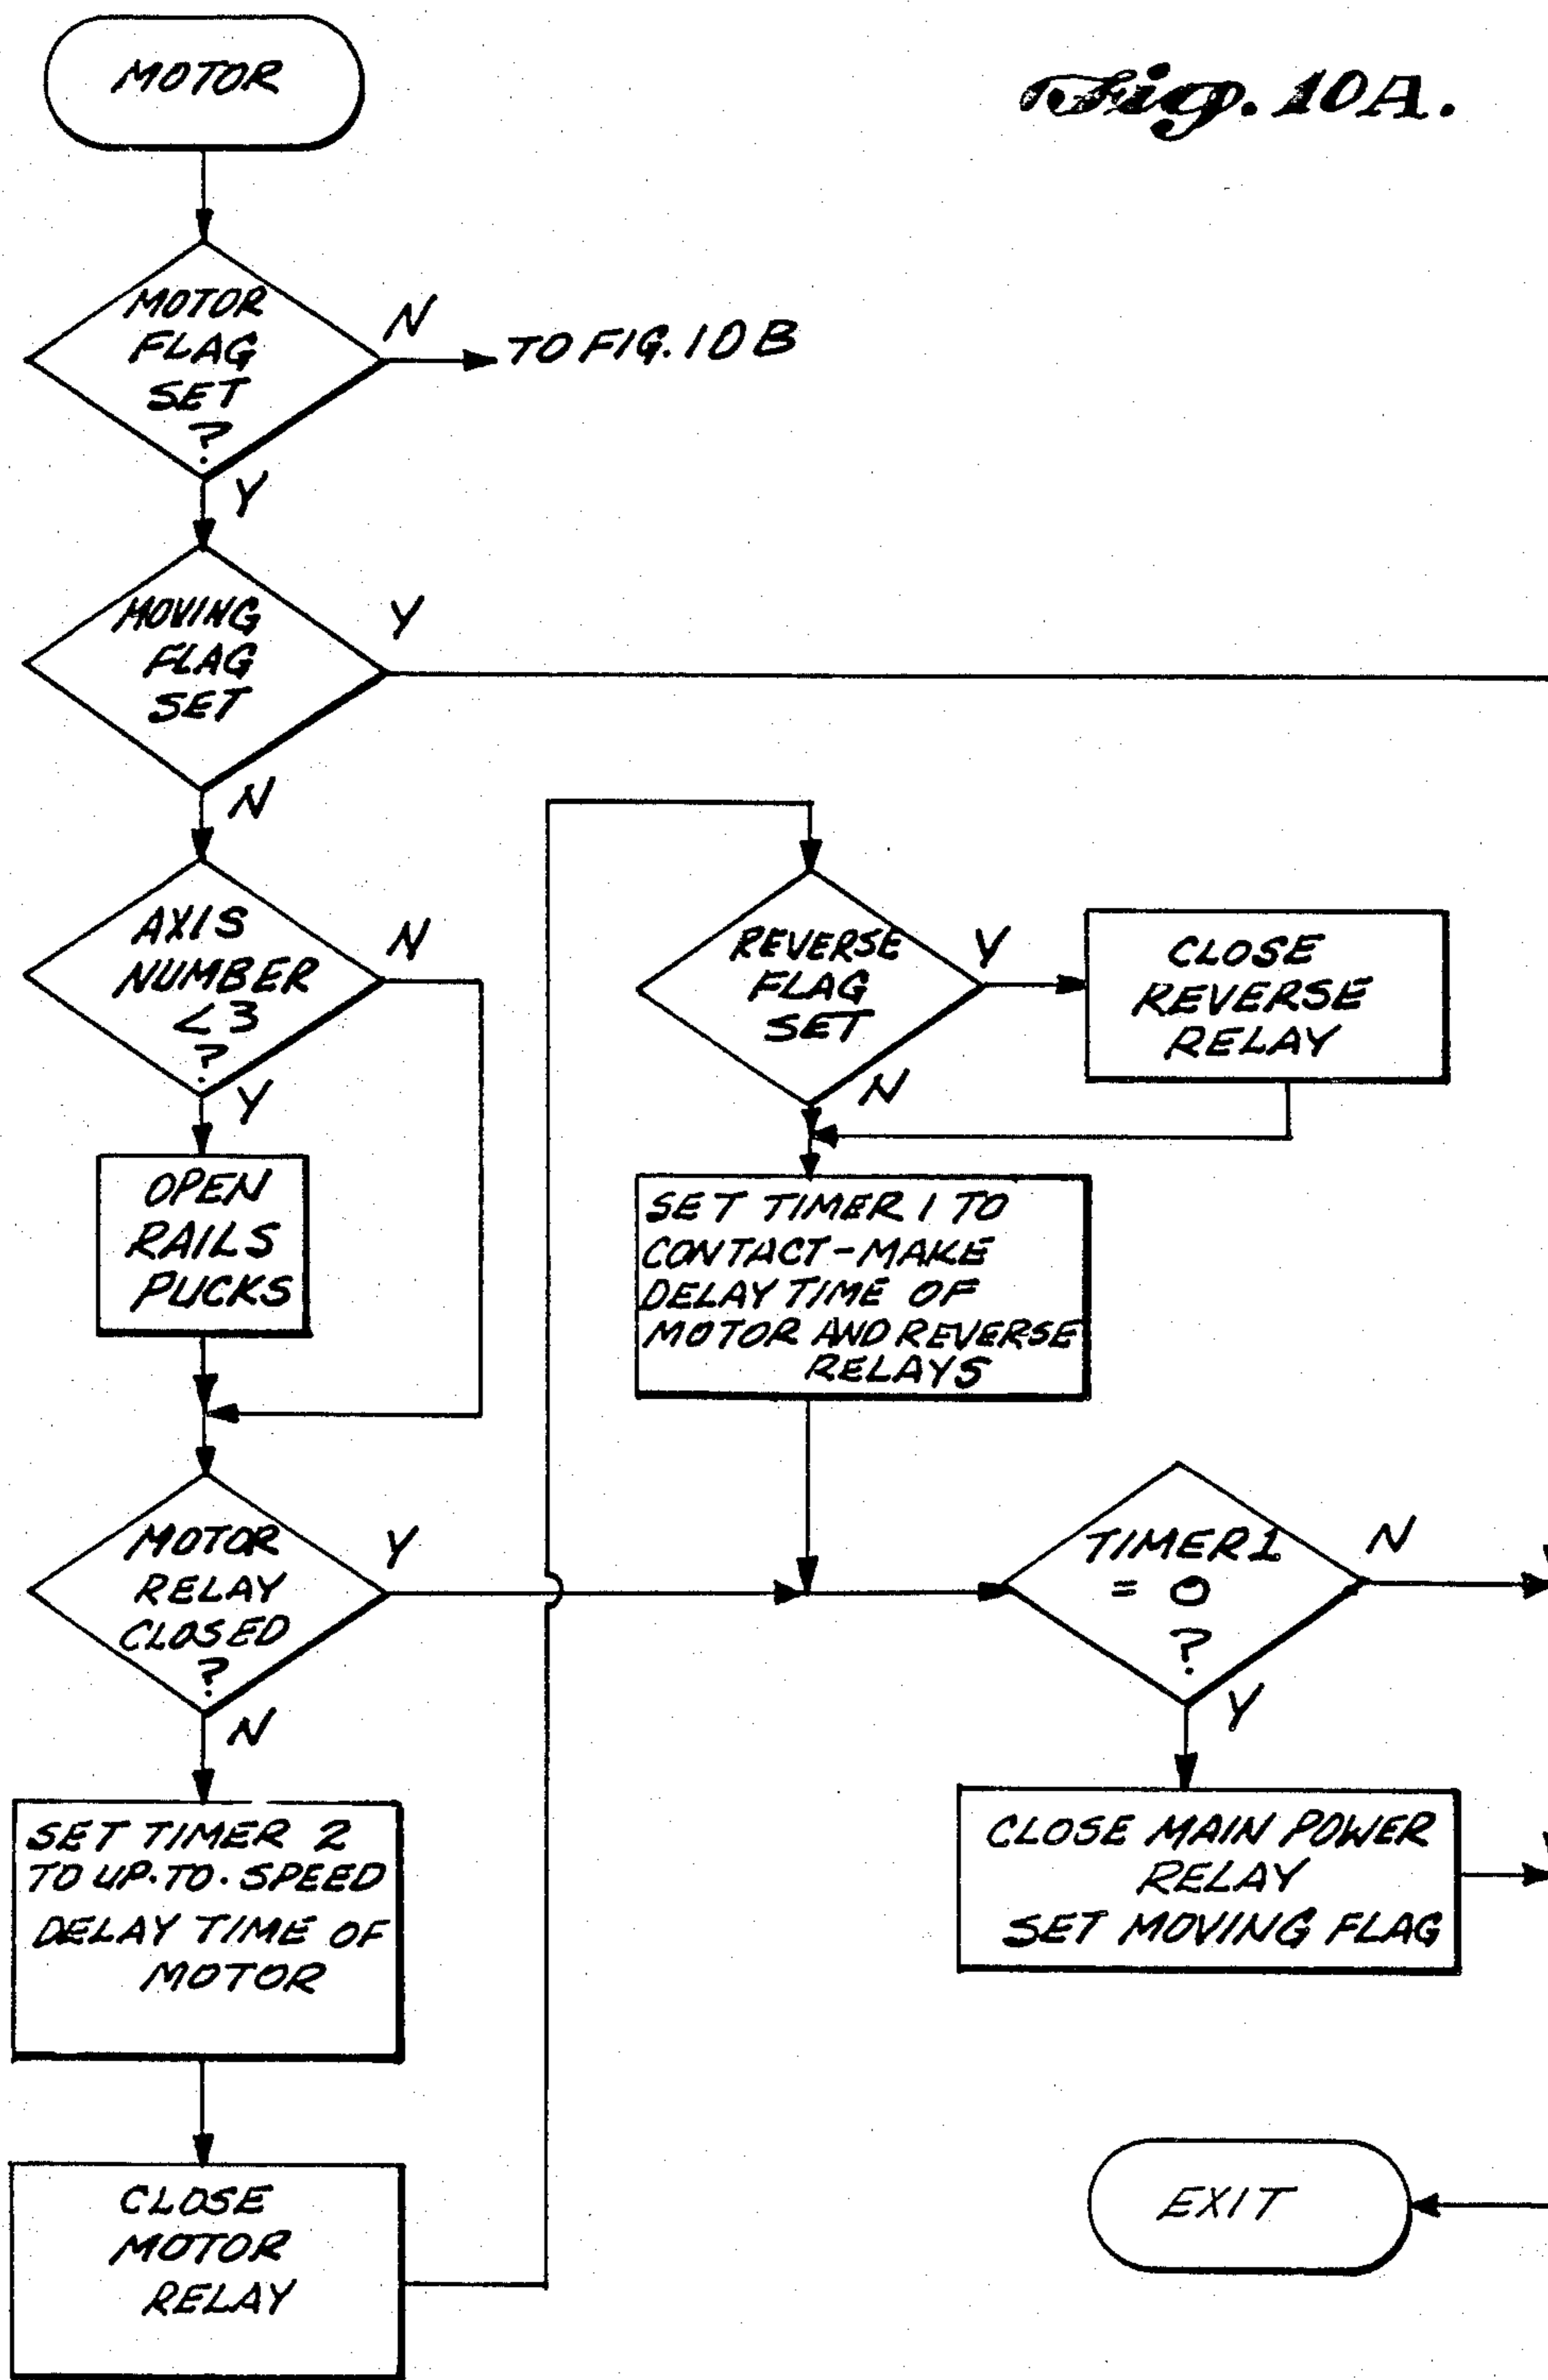 Fig. 10A.
MOTOR
MOTOR
FLAG
SET
?
N
TO FIG. 10B
Y
MOVING
FLAG
SET
Y
N
AXIS
NUMBER
<3
?
N
Y
OPEN
RAILS
PUCKS
MOTOR
RELAY
CLOSED
?
Y
N
SET TIMER 2
TO UP-TO-SPEED
DELAY TIME OF
MOTOR
CLOSE
MOTOR
RELAY
REVERSE
FLAG
SET
Y
N
CLOSE
REVERSE
RELAY
SET TIMER 1 TO
CONTACT-MAKE
DELAY TIME OF
MOTOR AND REVERSE
RELAYS
TIMER 1
= 0
?
N
Y
CLOSE MAIN POWER
RELAY
SET MOVING FLAG
EXIT